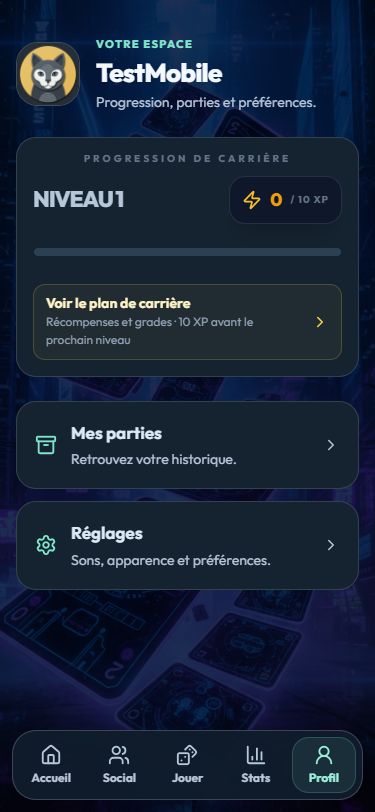 VOTRE ESPACE
TestMobile
Progression, parties et préférences.
PROGRESSION DE CARRIÈRE
NIVEAU 1
0 / 10 XP
Voir le plan de carrière
Récompenses et grades · 10 XP avant le
prochain niveau
Mes parties
Retrouvez votre historique.
Réglages
Sons, apparence et préférences.
Accueil
Social
Jouer
Stats
Profil